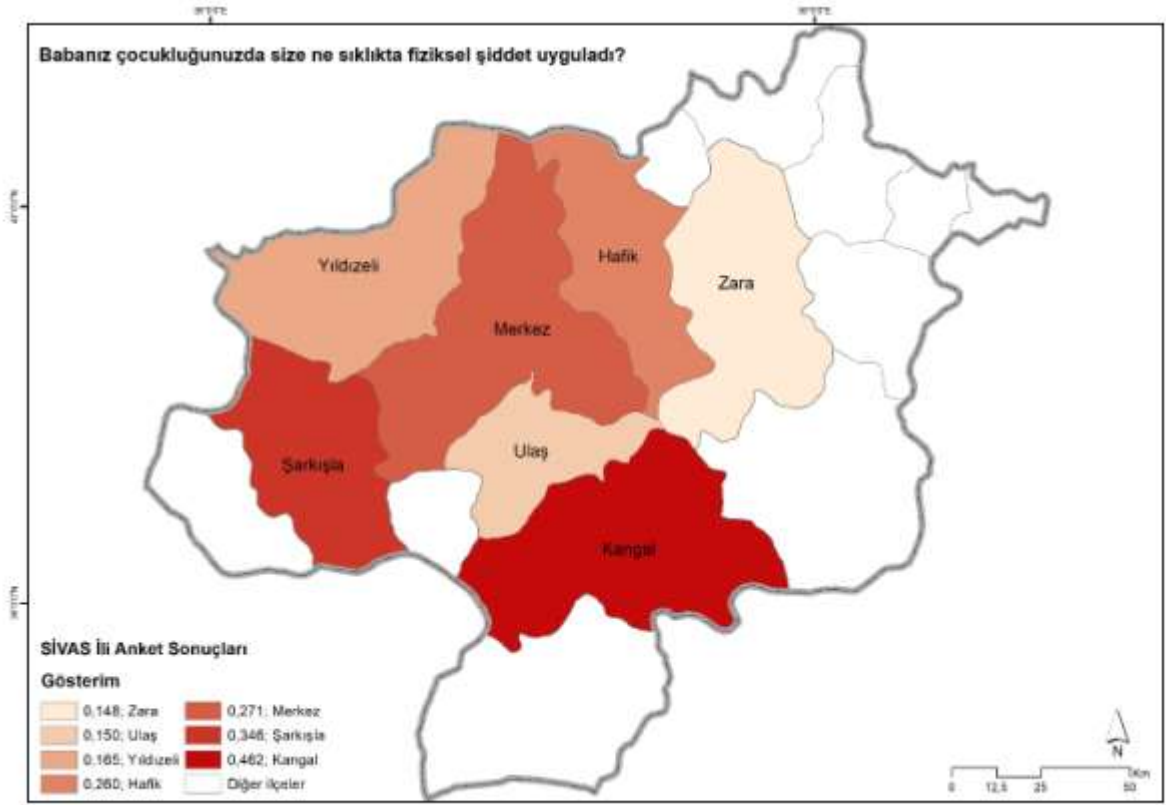 Babanız çocukluğunuzda size ne sıklıkta fiziksel şiddet uyguladı?
Yıldızeli
Hafik
Zara
Merkez
Şarkışla
Ulaş
Kangal
SİVAS İli Anket Sonuçları
Gösterim
0,148; Zara
0,271; Merkez
0,150; Ulaş
0,346; Şarkışla
0,165; Yıldızeli
0,462; Kangal
0,260; Hafik
Diğer ilçeler
N
Km
0 12,5 25 50